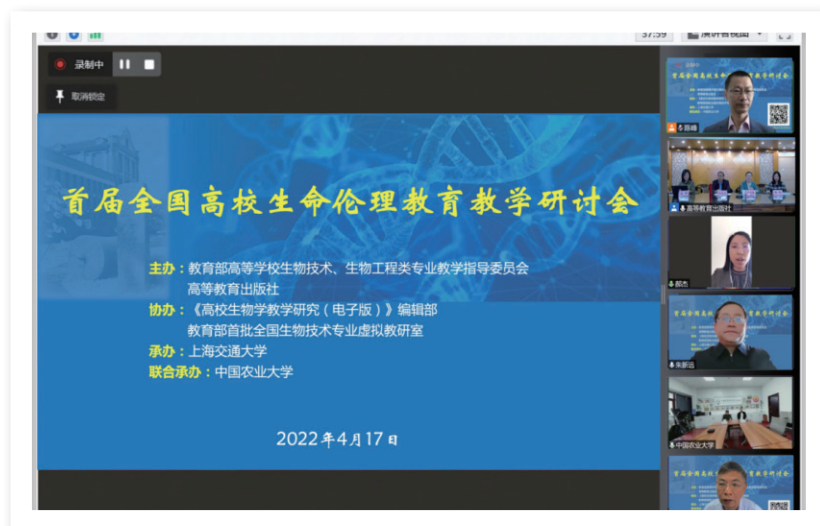 37:59
演讲者视图
录制中
取消锁定
首届全国高校生命伦理教育教学研讨会
主办：教育部高等学校生物技术、生物工程类专业教学指导委员会
高等教育出版社
协办：《高校生物学教学研究（电子版）》编辑部
教育部首批全国生物技术专业虚拟教研室
承办：上海交通大学
联合承办：中国农业大学
2022年4月17日
陈峰
高等教育出版社
郝杰
朱新远
中国农业大学